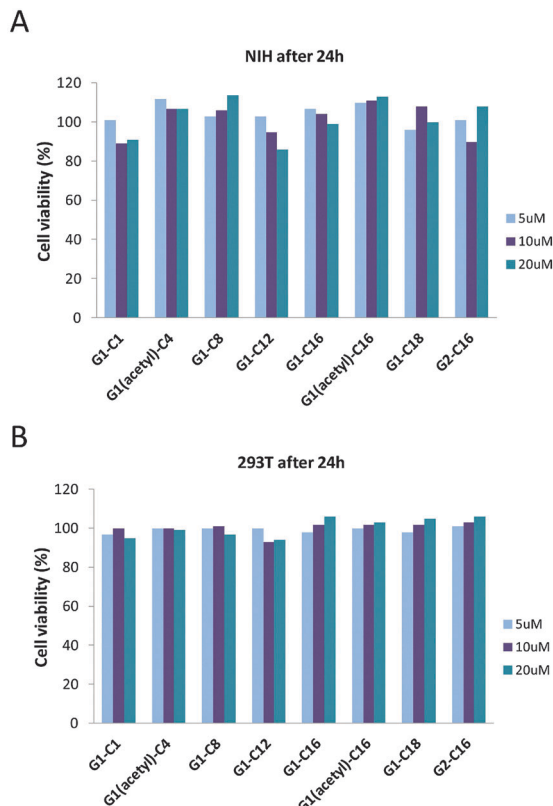 A
NIH after 24h
Cell viability (%)
120
100
80
60
40
20
0
G1-C1
G1(acetyl)-C4
G1-C8
G1-C12
G1-C16
G1(acetyl)-C16
G1-C18
G2-C16
5uM
10uM
20uM
B
293T after 24h
Cell viability (%)
120
100
80
60
40
20
0
G1-C1
G1(acetyl)-C4
G1-C8
G1-C12
G1-C16
G1(acetyl)-C16
G1-C18
G2-C16
5uM
10uM
20uM